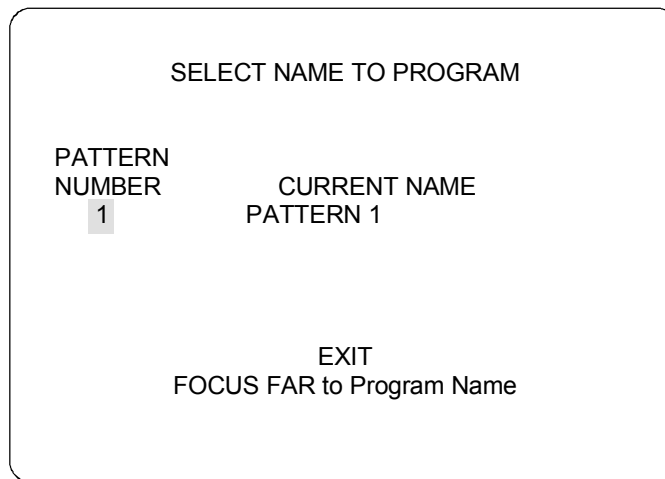 SELECT NAME TO PROGRAM
PATTERN
NUMBER CURRENT NAME
1 PATTERN 1
EXIT
FOCUS FAR to Program Name